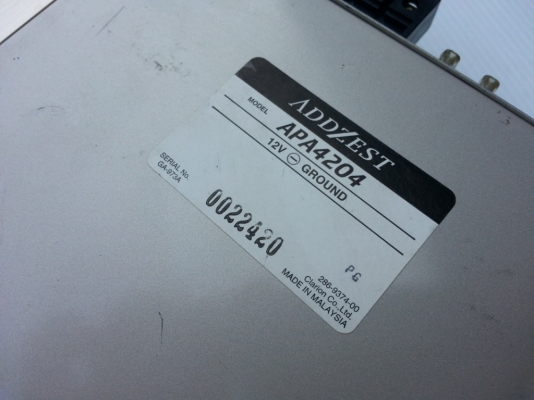 ADDZEST
MODEL APA4204
12V ⊖ GROUND
SERIAL No.
GA-973A
0022420
PG
286-9374-00
Clarion Co., Ltd.
MADE IN MALAYSIA